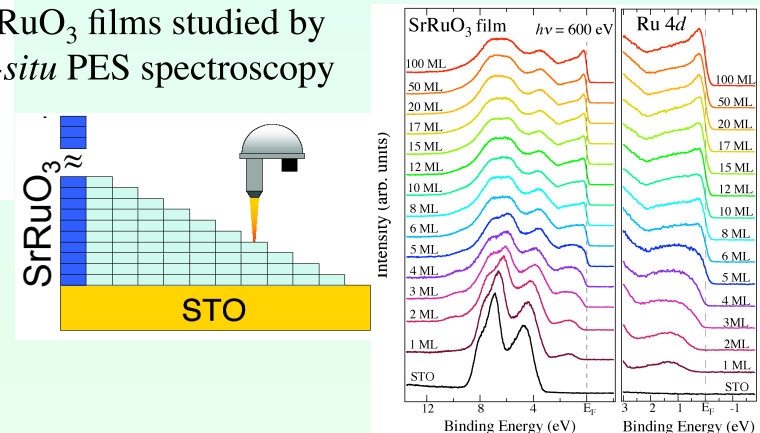 RuO₃ films studied by
-situ PES spectroscopy
SrRuO₃
≈
STO
SrRuO₃ film
hν = 600 eV
Intensity (arb. units)
100 ML
50 ML
20 ML
17 ML
15 ML
12 ML
10 ML
8 ML
6 ML
5 ML
4 ML
3 ML
2 ML
1 ML
STO
12 8 4 E_F
Binding Energy (eV)
Ru 4d
100 ML
50 ML
20 ML
17 ML
15 ML
12 ML
10 ML
8 ML
6 ML
5 ML
4 ML
3ML
2ML
1 ML
STO
3 2 1 E_F -1
Binding Energy (eV)